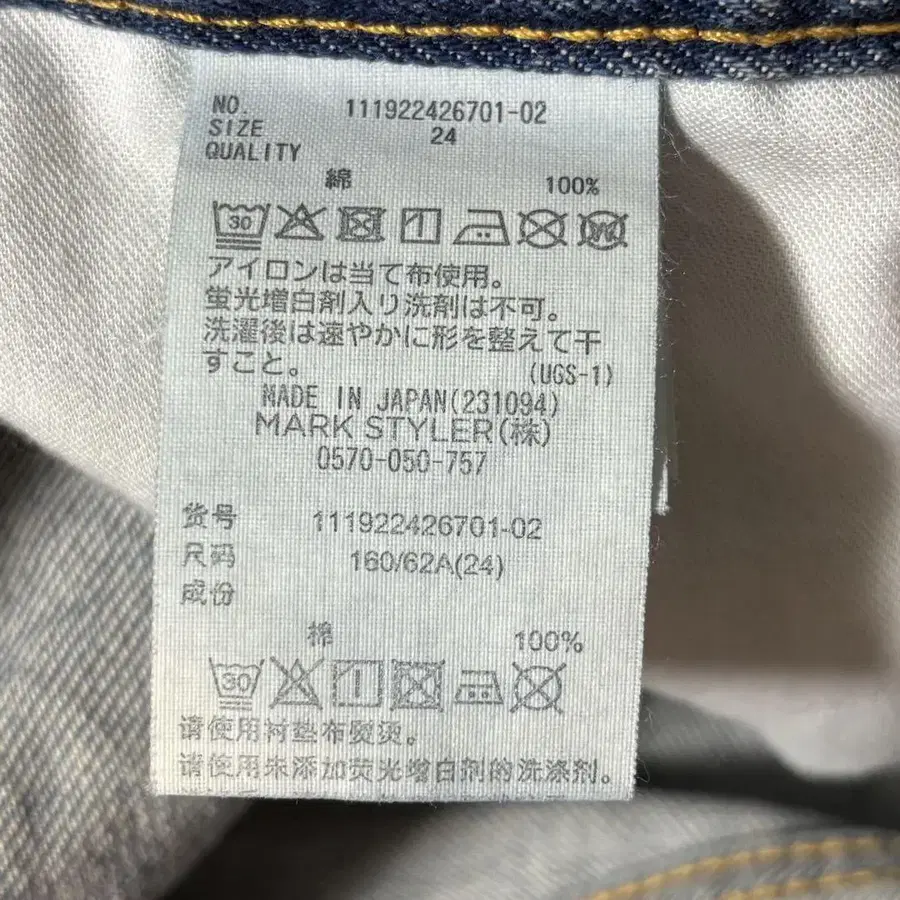 NO. 111922426701-02
SIZE 24
QUALITY
綿 100%
30
アイロンは当て布使用。
蛍光増白剤入り洗剤は不可。
洗濯後は速やかに形を整えて干
すこと。 (UGS-1)
MADE IN JAPAN(231094)
MARK STYLER(株)
0570-050-757
货号 111922426701-02
尺码 160/62A(24)
成份
棉 100%
30
请使用衬垫布熨烫。
请使用未添加荧光增白剂的洗涤剂。